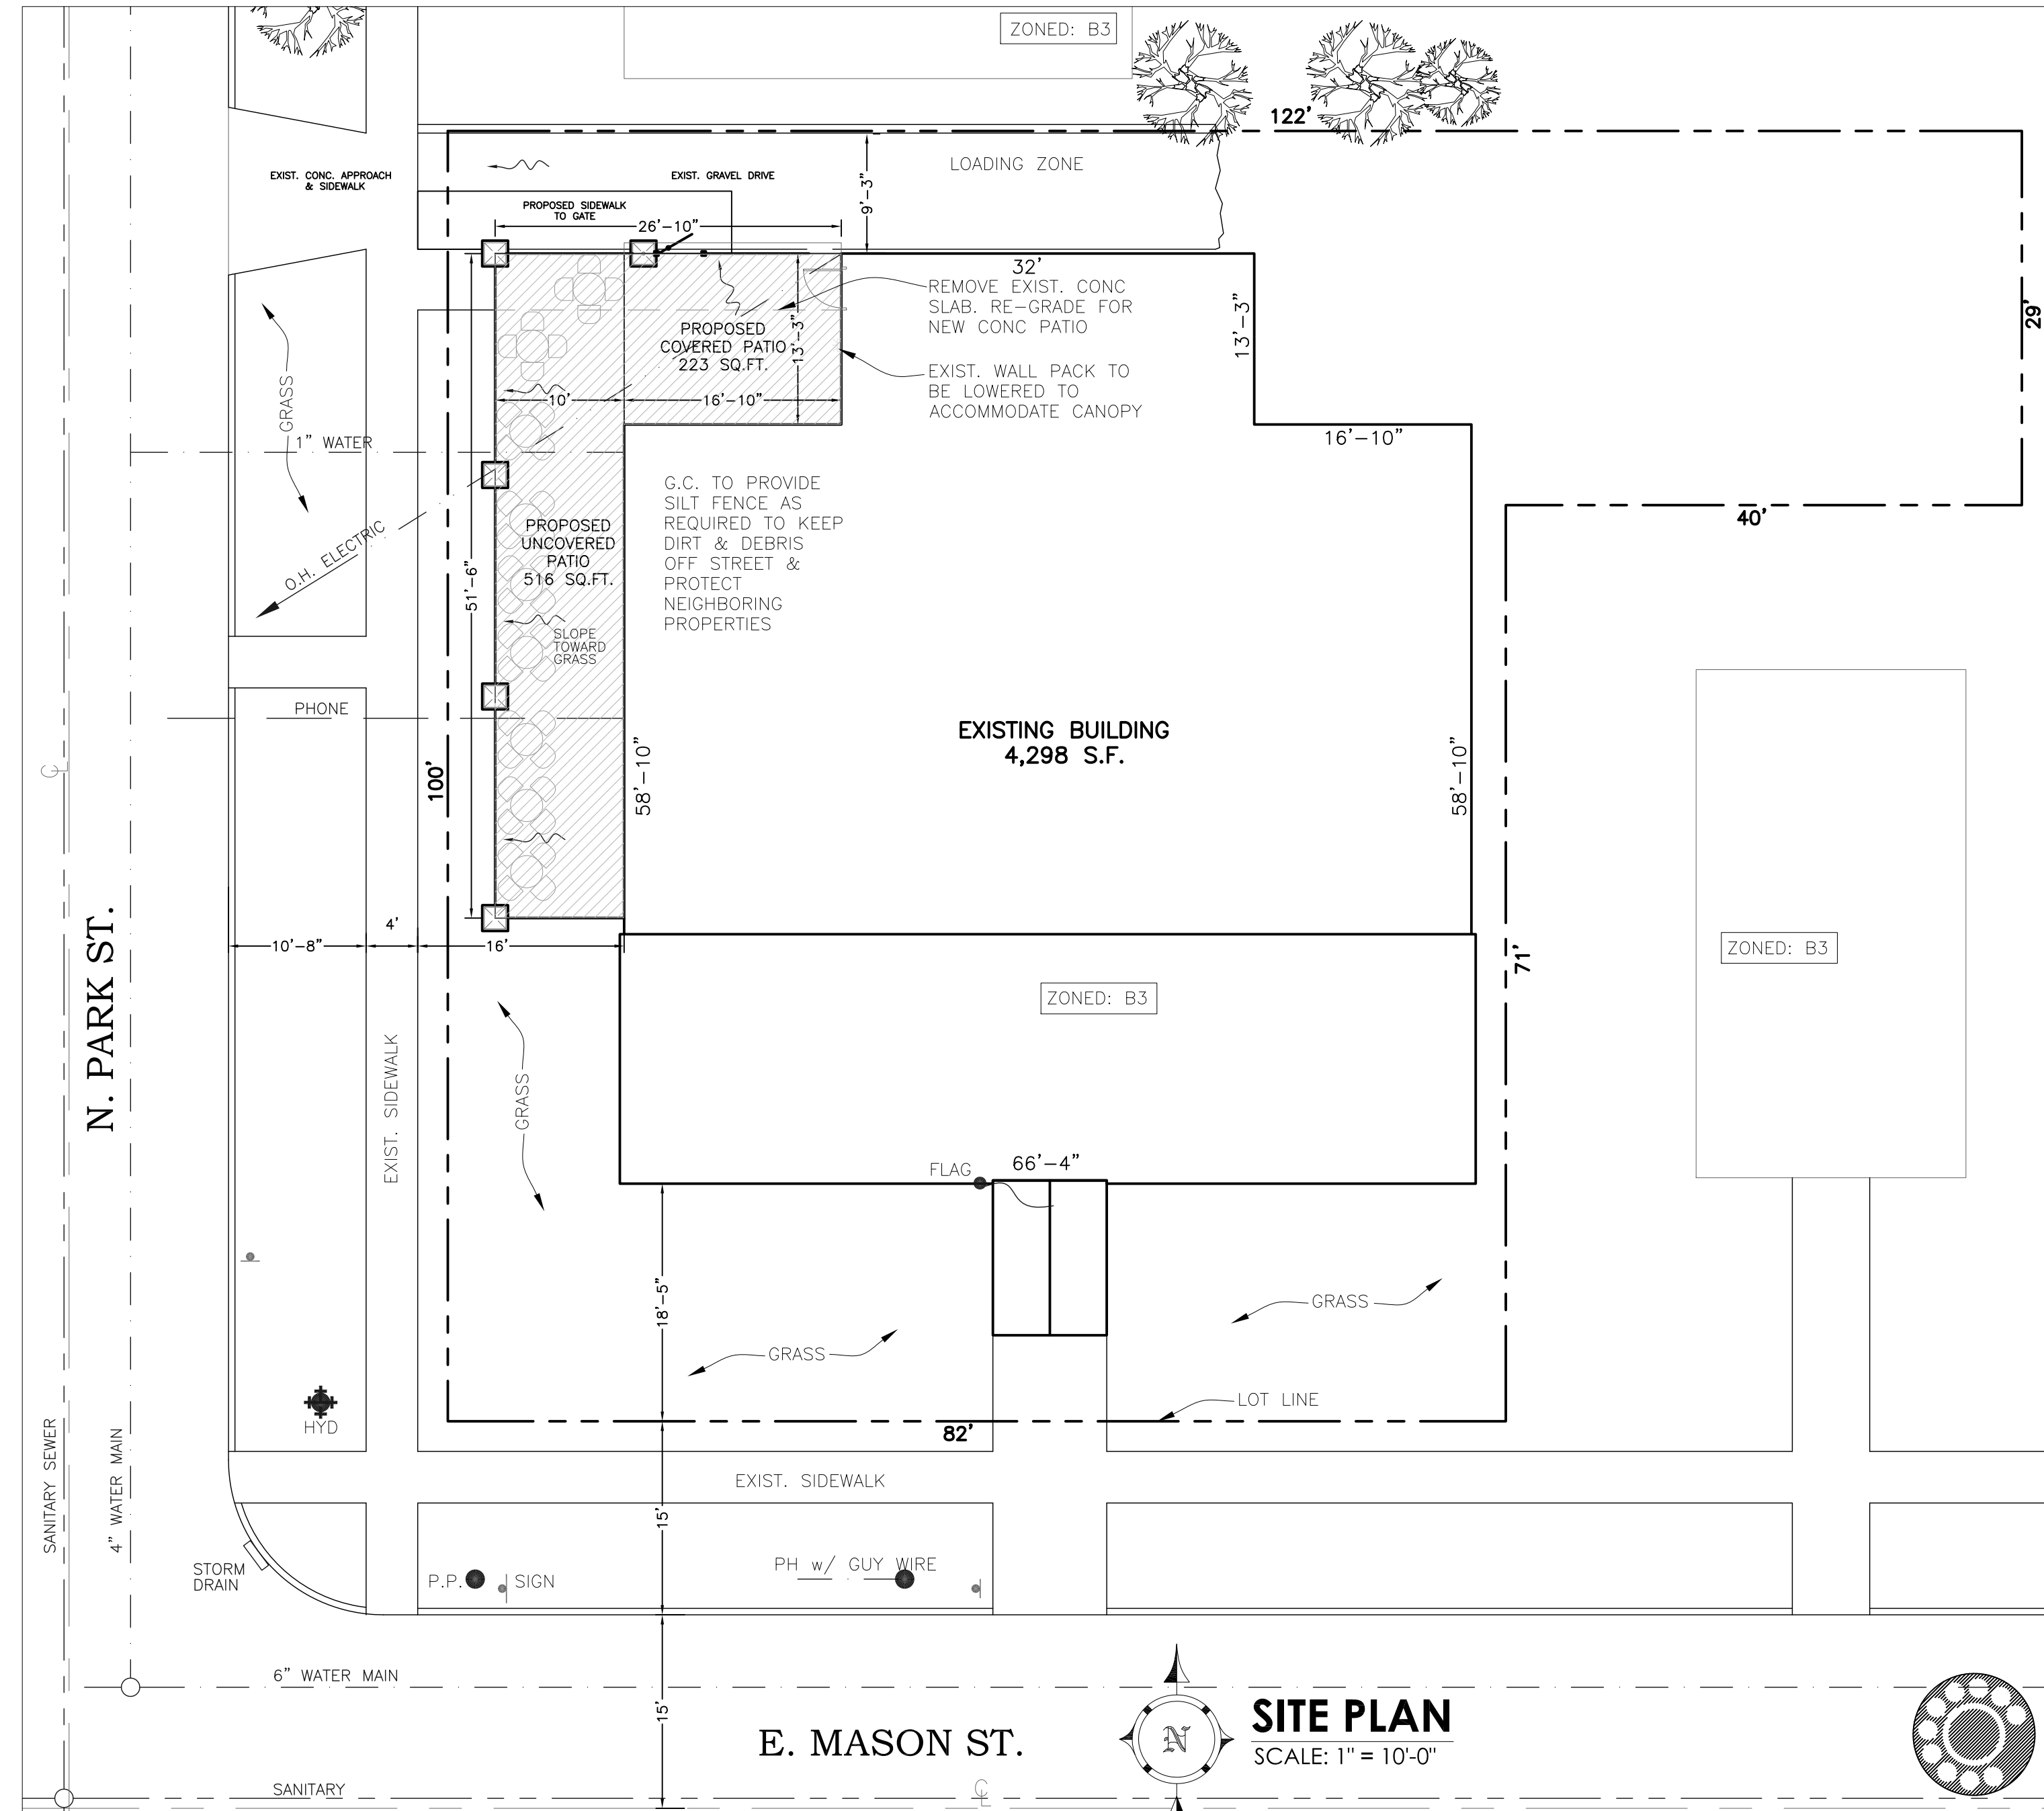 ZONED: B3
122'
EXIST. CONC. APPROACH
& SIDEWALK
EXIST. GRAVEL DRIVE
LOADING ZONE
9'-3"
PROPOSED SIDEWALK
TO GATE
26'-10"
32'
REMOVE EXIST. CONC
SLAB. RE-GRADE FOR
NEW CONC PATIO
13'-3"
29'
PROPOSED
COVERED PATIO
223 SQ.FT.
13'-3"
EXIST. WALL PACK TO
BE LOWERED TO
ACCOMMODATE CANOPY
GRASS
10'
16'-10"
1" WATER
16'-10"
G.C. TO PROVIDE
SILT FENCE AS
REQUIRED TO KEEP
DIRT & DEBRIS
OFF STREET &
PROTECT
NEIGHBORING
PROPERTIES
40'
O.H. ELECTRIC
51'-6"
PROPOSED
UNCOVERED
PATIO
516 SQ.FT.
SLOPE
TOWARD
GRASS
PHONE
EXISTING BUILDING
4,298 S.F.
100'
58'-10"
58'-10"
CL
N. PARK ST.
4'
10'-8"
16'
71'
ZONED: B3
ZONED: B3
EXIST. SIDEWALK
GRASS
FLAG
66'-4"
18'-5"
GRASS
GRASS
LOT LINE
82'
HYD
SANITARY SEWER
4" WATER MAIN
EXIST. SIDEWALK
15'
STORM
DRAIN
P.P.
SIGN
PH w/ GUY WIRE
6" WATER MAIN
15'
E. MASON ST.
N
SITE PLAN
SCALE: 1" = 10'-0"
SANITARY
CL